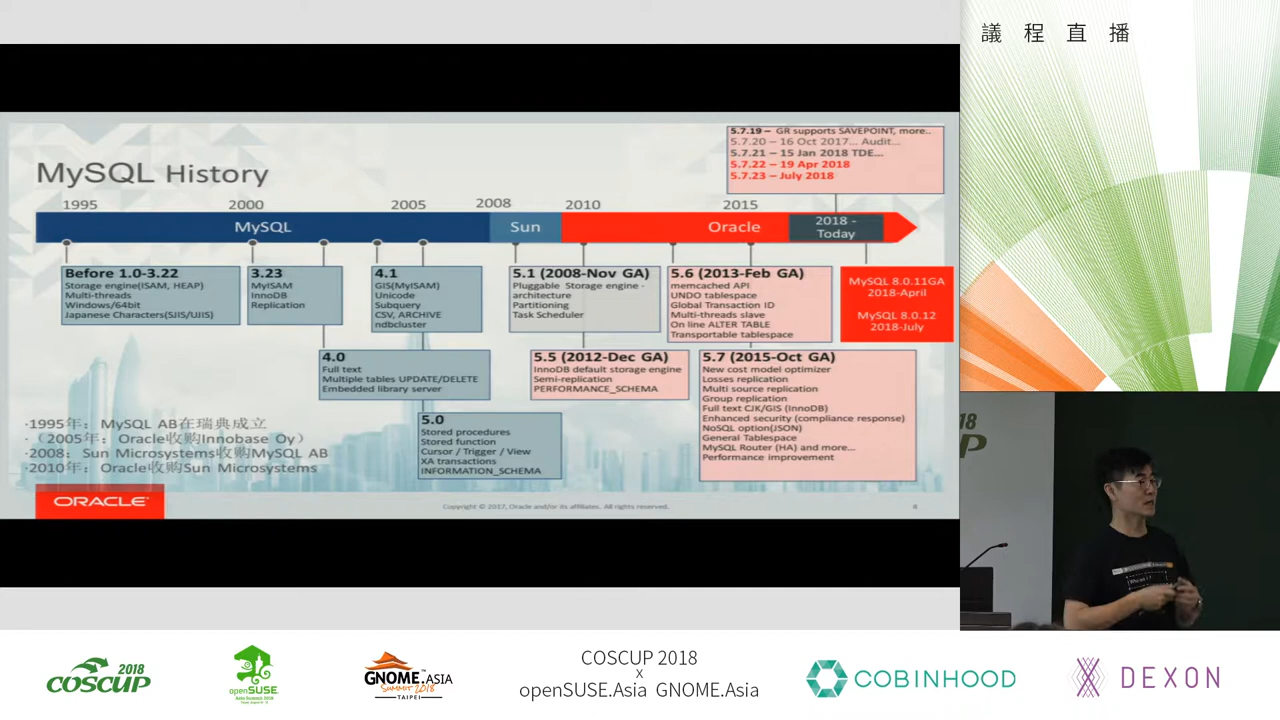 議 程 直 播
MySQL History
5.7.19 – GR supports SAVEPOINT, more..
5.7.20 – 16 Oct 2017... Audit...
5.7.21 – 15 Jan 2018 TDE...
5.7.22 – 19 Apr 2018
5.7.23 – July 2018
1995 2000 2005 2008 2010 2015
MySQL Sun Oracle 2018 -
Today
Before 1.0-3.22
Storage engine(ISAM, HEAP)
Multi-threads
Windows/64bit
Japanese Characters(SJIS/UJIS)
3.23
MyISAM
InnoDB
Replication
4.1
GIS(MyISAM)
Unicode
Subquery
CSV, ARCHIVE
ndbcluster
5.1 (2008-Nov GA)
Pluggable Storage engine -
architecture
Partitioning
Task Scheduler
5.6 (2013-Feb GA)
memcached API
UNDO tablespace
Global Transaction ID
Multi-threads slave
On line ALTER TABLE
Transportable tablespace
MySQL 8.0.11GA
2018-April
MySQL 8.0.12
2018-July
4.0
Full text
Multiple tables UPDATE/DELETE
Embedded library server
5.5 (2012-Dec GA)
InnoDB default storage engine
Semi-replication
PERFORMANCE_SCHEMA
5.7 (2015-Oct GA)
New cost model optimizer
Losses replication
Multi source replication
Group replication
Full text CJK/GIS (InnoDB)
Enhanced security (compliance response)
NoSQL option(JSON)
General Tablespace
MySQL Router (HA) and more...
Performance improvement
5.0
Stored procedures
Stored function
Cursor / Trigger / View
XA transactions
INFORMATION_SCHEMA
·1995年：MySQL AB在瑞典成立
·（2005年：Oracle收购Innobase Oy）
·2008：Sun Microsystems收购MySQL AB
·2010年：Oracle收购Sun Microsystems
ORACLE
Copyright © 2017, Oracle and/or its affiliates. All rights reserved.
8
18
CUP
2018
COSCUP
openSUSE
GNOME.ASIA
Summit 2018
TAIPEI
COSCUP 2018
x
openSUSE.Asia GNOME.Asia
COBINHOOD
DEXON